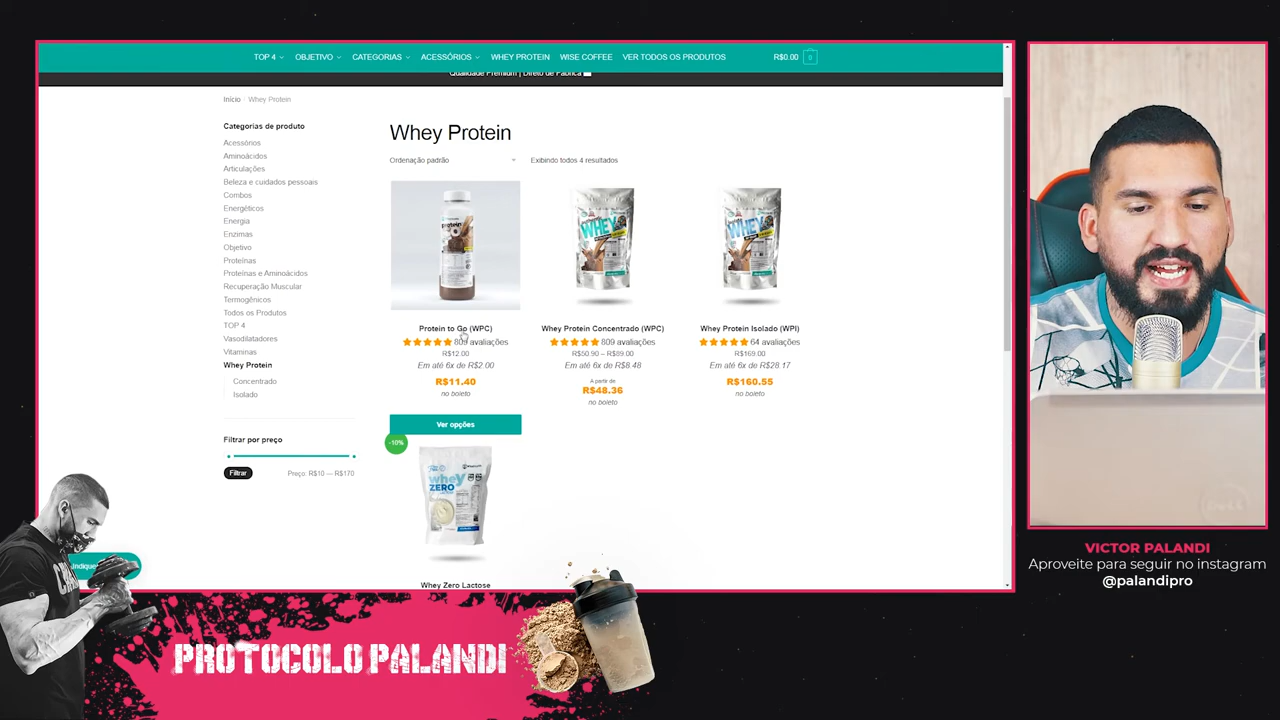 TOP 4
OBJETIVO
CATEGORIAS
ACESSÓRIOS
WHEY PROTEIN
WISE COFFEE
VER TODOS OS PRODUTOS
R$0.00
0
Qualidade Premium | Direto de Fábrica
Início / Whey Protein
Categorias de produto
Acessórios
Aminoácidos
Articulações
Beleza e cuidados pessoais
Combos
Energéticos
Energia
Enzimas
Objetivo
Proteínas
Proteínas e Aminoácidos
Recuperação Muscular
Termogênicos
Todos os Produtos
TOP 4
Vasodilatadores
Vitaminas
Whey Protein
Concentrado
Isolado
Filtrar por preço
Filtrar
Preço: R$10 — R$170
Whey Protein
Ordenação padrão
Exibindo todos 4 resultados
Protein to Go (WPC)
809 avaliações
R$12.00
Em até 6x de R$2.00
R$11.40
no boleto
Ver opções
WHEY
Whey Protein Concentrado (WPC)
809 avaliações
R$50.90 – R$89.00
Em até 6x de R$8.48
A partir de
R$48.36
no boleto
WHEY
Whey Protein Isolado (WPI)
64 avaliações
R$169.00
Em até 6x de R$28.17
R$160.55
no boleto
-10%
whey
ZERO
Whey Zero Lactose
Indique
PROTOCOLO PALANDI
VICTOR PALANDI
Aproveite para seguir no instagram
@palandipro